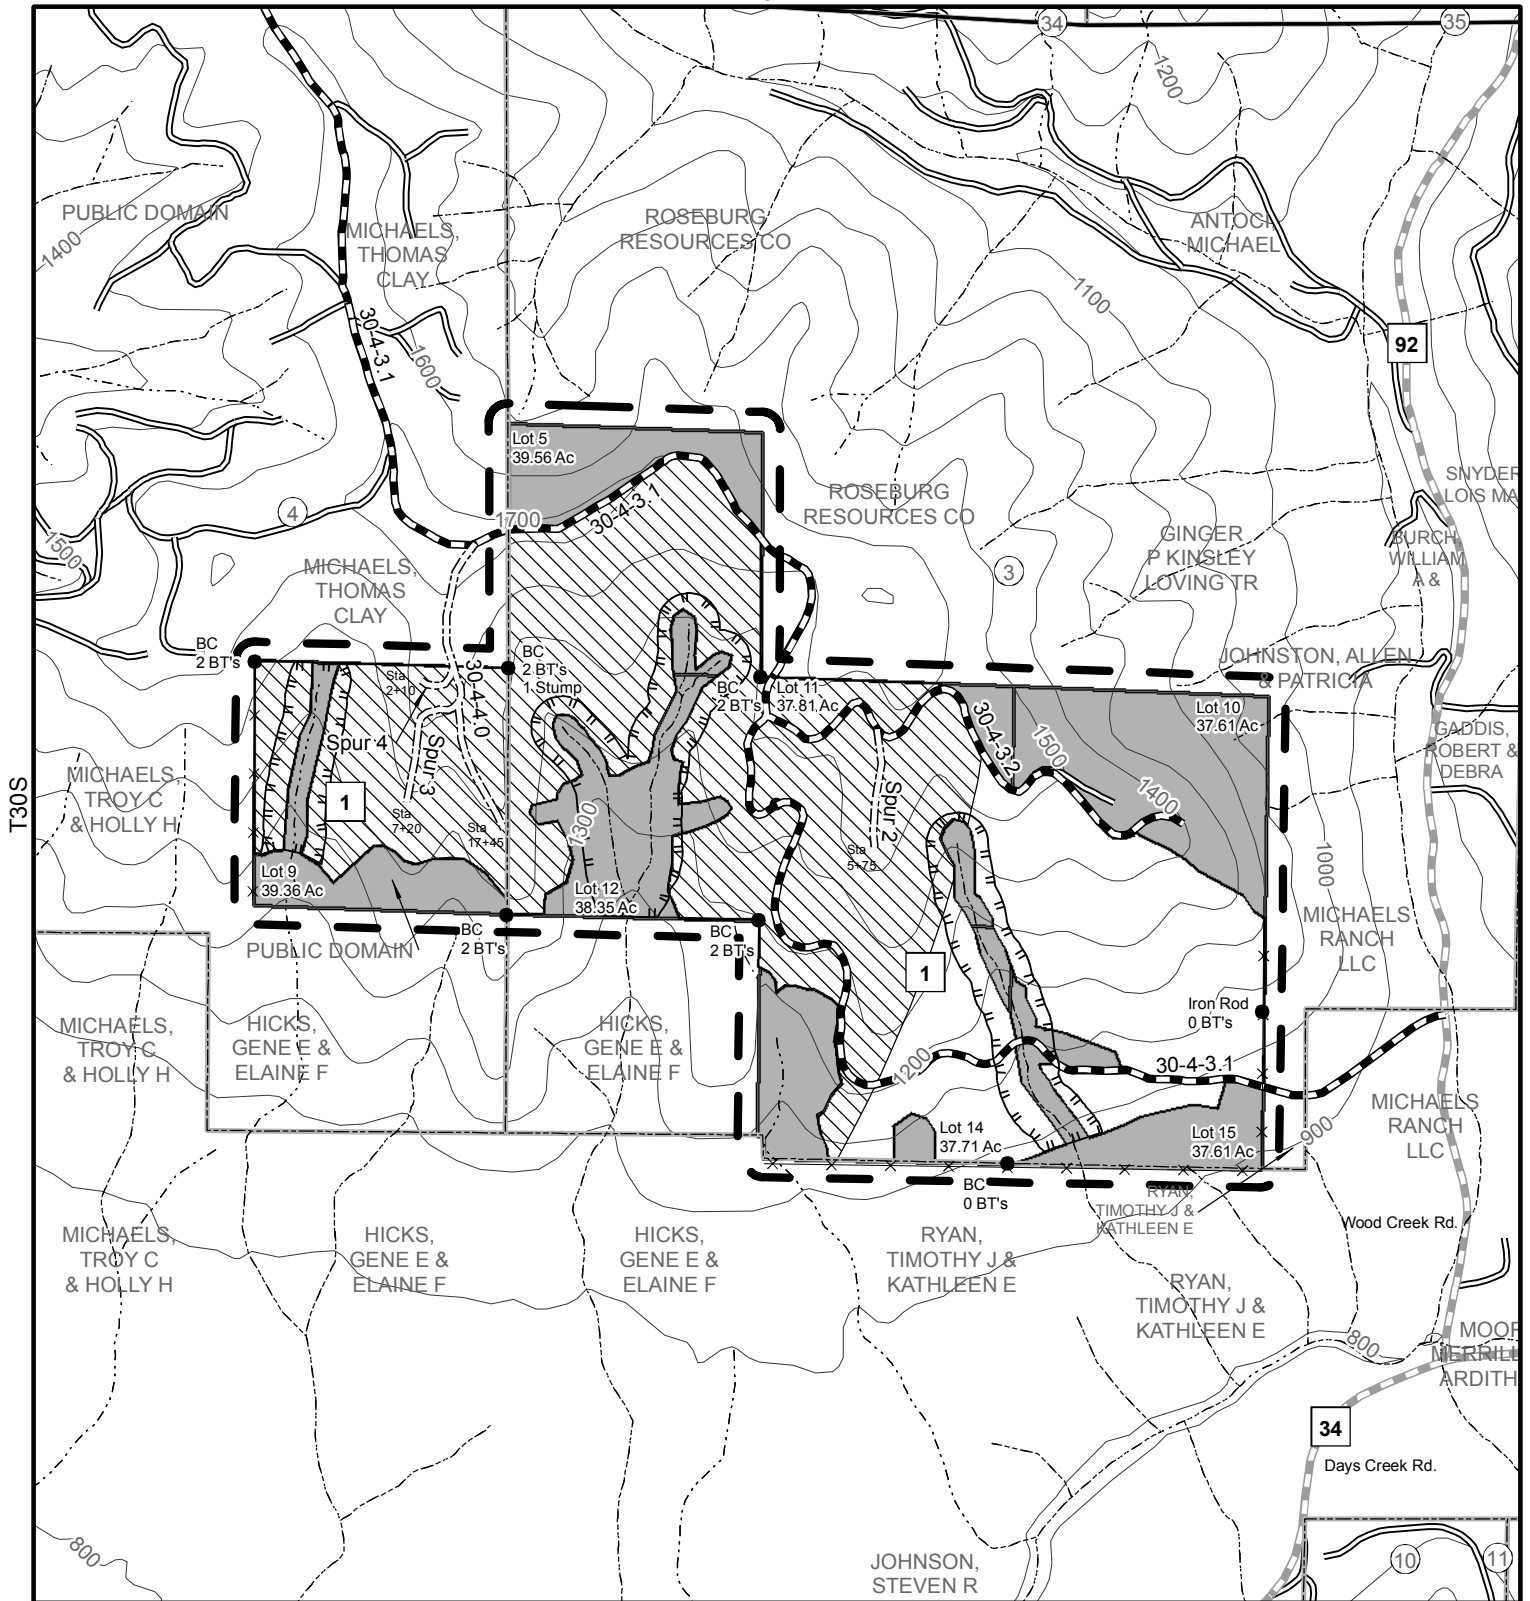 34
35
1200
PUBLIC DOMAIN
1400
MICHAELS,
THOMAS
CLAY
ROSEBURG
RESOURCES CO
MICHAEL
1100
30-4-3.1
1600
92
Lot 5
39.56 Ac
SNYDER
LOIS MA
4
1700
30-4-3.1
ROSEBURG
RESOURCES CO
1500
GINGER
P KINSLEY
LOVING TR
BURCH,
WILLIAM
A &
3
MICHAELS,
THOMAS
CLAY
BC
2 BT's
BC
2 BT's
1 Stump
JOHNSTON, ALLEN
& PATRICIA
Sta
2+10
30-4-4.0
BC
2 BT's
Lot 11
37.81 Ac
Lot 10
37.61 Ac
30-4-3.2
1500
GADDIS,
ROBERT &
DEBRA
Spur 4
Spur 3
MICHAELS,
TROY C
& HOLLY H
T30S
1
1400
Spur 2
Sta
7+20
Sta
17+45
1300
Sta
5+75
1000
Lot 9
39.36 Ac
Lot 12
38.35 Ac
MICHAELS
RANCH
LLC
PUBLIC DOMAIN
BC
2 BT's
BC
2 BT's
1
Iron Rod
0 BT's
MICHAELS,
TROY C
& HOLLY H
HICKS,
GENE E &
ELAINE F
HICKS,
GENE E &
ELAINE F
1200
30-4-3.1
MICHAELS
RANCH
LLC
Lot 14
37.71 Ac
Lot 15
37.61 Ac
900
BC
0 BT's
RYAN,
TIMOTHY J &
KATHLEEN E
Wood Creek Rd.
MICHAELS,
TROY C
& HOLLY H
HICKS,
GENE E &
ELAINE F
HICKS,
GENE E &
ELAINE F
RYAN,
TIMOTHY J &
KATHLEEN E
RYAN,
TIMOTHY J &
KATHLEEN E
800
MERRILL
ARDITH
34
Days Creek Rd.
800
JOHNSON,
STEVEN R
10
11